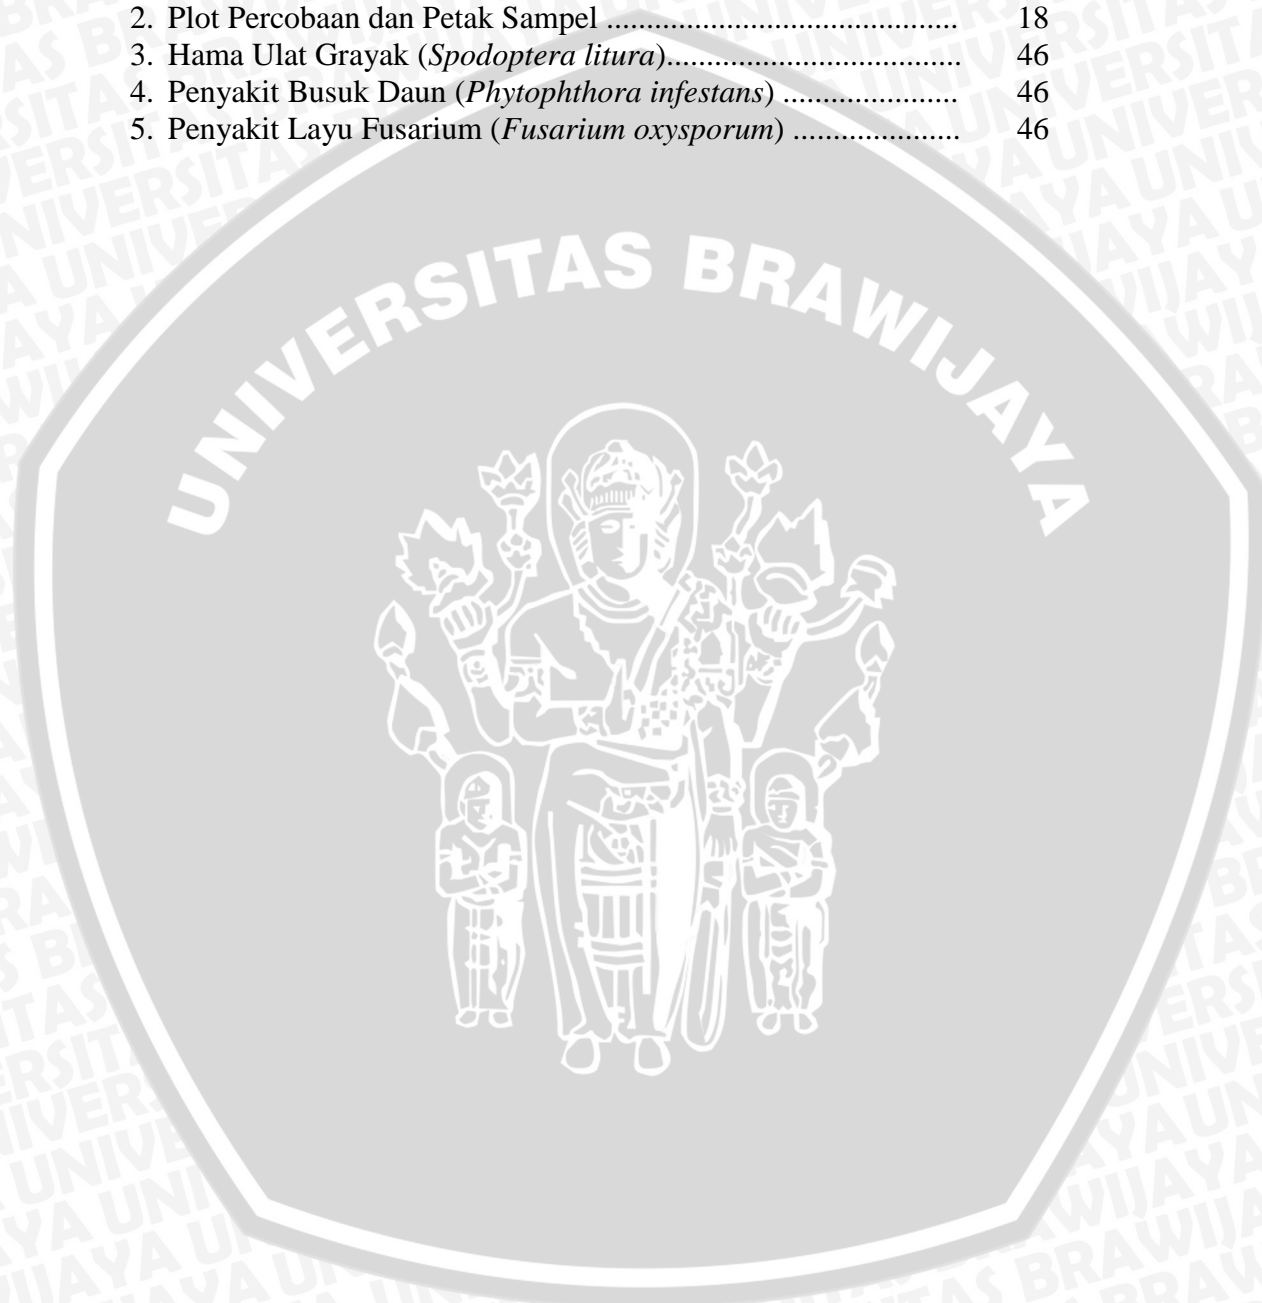 2. Plot Percobaan dan Petak Sampel ............................................ 18
3. Hama Ulat Grayak (Spodoptera litura)..................................... 46
4. Penyakit Busuk Daun (Phytophthora infestans) ...................... 46
5. Penyakit Layu Fusarium (Fusarium oxysporum) ..................... 46
UNIVERSITAS BRAWIJAYA